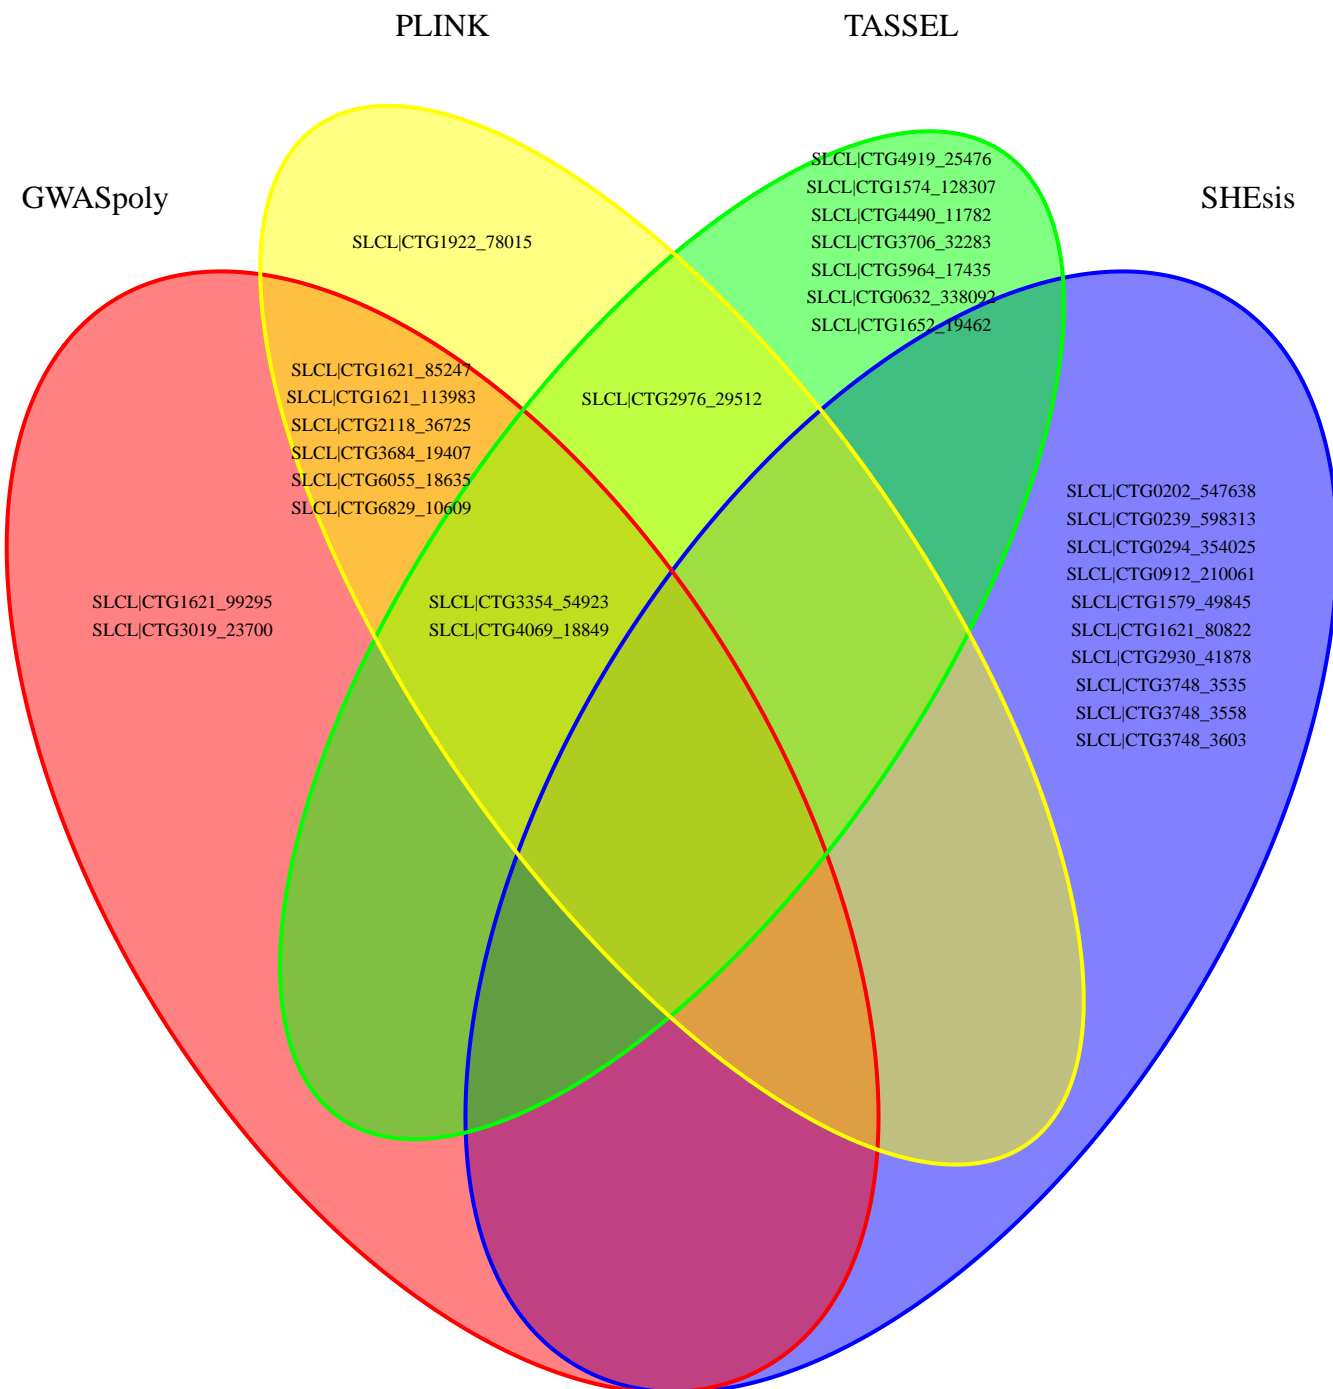 PLINK
TASSEL
GWASpoly
SHEsis
SLCL|CTG1922_78015
SLCL|CTG4919_25476
SLCL|CTG1574_128307
SLCL|CTG4490_11782
SLCL|CTG3706_32283
SLCL|CTG5964_17435
SLCL|CTG0632_338092
SLCL|CTG1652_19462
SLCL|CTG1621_85247
SLCL|CTG1621_113983
SLCL|CTG2118_36725
SLCL|CTG3684_19407
SLCL|CTG6055_18635
SLCL|CTG6829_10609
SLCL|CTG2976_29512
SLCL|CTG1621_99295
SLCL|CTG3019_23700
SLCL|CTG3354_54923
SLCL|CTG4069_18849
SLCL|CTG0202_547638
SLCL|CTG0239_598313
SLCL|CTG0294_354025
SLCL|CTG0912_210061
SLCL|CTG1579_49845
SLCL|CTG1621_80822
SLCL|CTG2930_41878
SLCL|CTG3748_3535
SLCL|CTG3748_3558
SLCL|CTG3748_3603